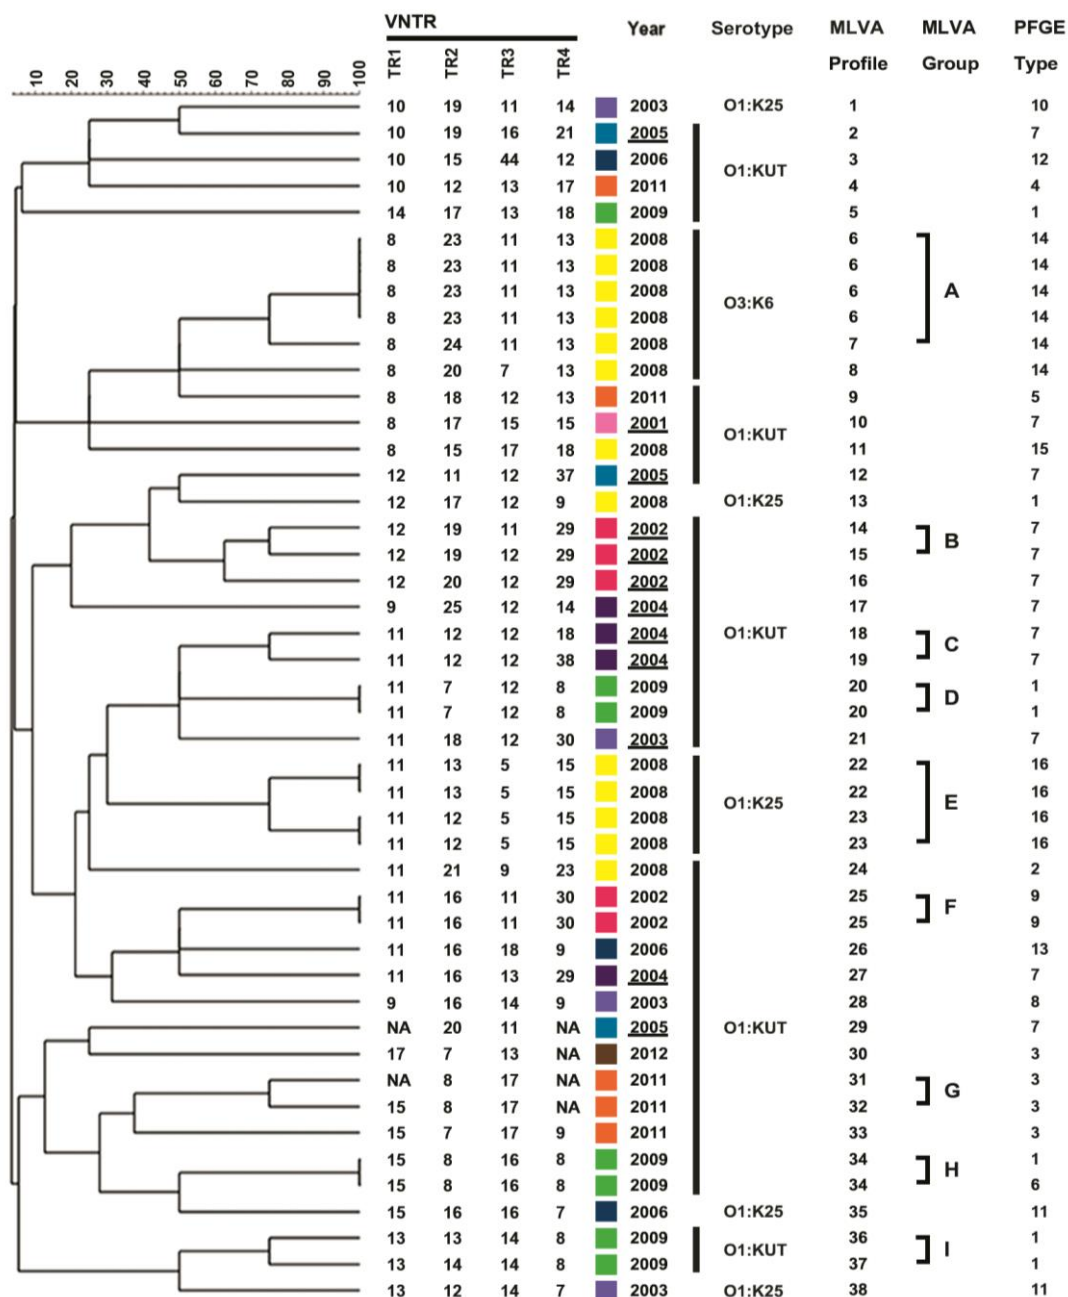 VNTR Year Serotype MLVA MLVA PFGE
10 20 30 40 50 60 70 80 90 100 TR1 TR2 TR3 TR4 Profile Group Type
10 19 11 14 2003 O1:K25 1 10
10 19 16 21 2005 2 7
10 15 44 12 2006 O1:KUT 3 12
10 12 13 17 2011 4 4
14 17 13 18 2009 5 1
8 23 11 13 2008 6 14
8 23 11 13 2008 6 14
8 23 11 13 2008 O3:K6 6 A 14
8 23 11 13 2008 6 14
8 24 11 13 2008 7 14
8 20 7 13 2008 8 14
8 18 12 13 2011 9 5
8 17 15 15 2001 O1:KUT 10 7
8 15 17 18 2008 11 15
12 11 12 37 2005 12 7
12 17 12 9 2008 O1:K25 13 1
12 19 11 29 2002 14 B 7
12 19 12 29 2002 15 7
12 20 12 29 2002 16 7
9 25 12 14 2004 17 7
11 12 12 18 2004 O1:KUT 18 C 7
11 12 12 38 2004 19 7
11 7 12 8 2009 20 D 1
11 7 12 8 2009 20 1
11 18 12 30 2003 21 7
11 13 5 15 2008 22 16
11 13 5 15 2008 O1:K25 22 E 16
11 12 5 15 2008 23 16
11 12 5 15 2008 23 16
11 21 9 23 2008 24 2
11 16 11 30 2002 25 F 9
11 16 11 30 2002 25 9
11 16 18 9 2006 26 13
11 16 13 29 2004 27 7
9 16 14 9 2003 28 8
NA 20 11 NA 2005 O1:KUT 29 7
17 7 13 NA 2012 30 3
NA 8 17 NA 2011 31 G 3
15 8 17 NA 2011 32 3
15 7 17 9 2011 33 3
15 8 16 8 2009 34 H 1
15 8 16 8 2009 34 6
15 16 16 7 2006 O1:K25 35 11
13 13 14 8 2009 O1:KUT 36 I 1
13 14 14 8 2009 37 1
13 12 14 7 2003 O1:K25 38 11